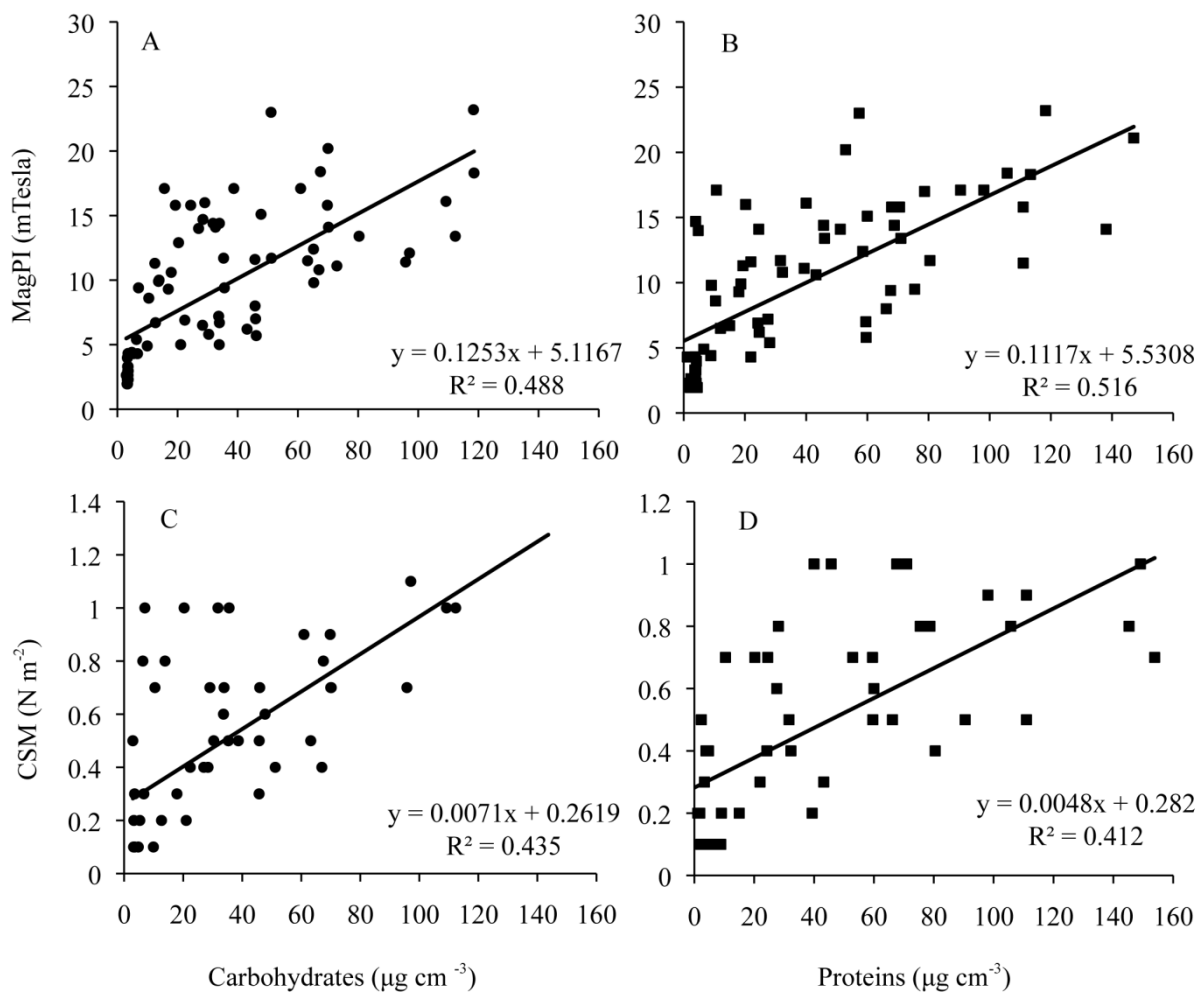 A
30
25
20
15
10
5
0
MagPI (mTesla)
y = 0.1253x + 5.1167
R² = 0.488
0 20 40 60 80 100 120 140 160
B
30
25
20
15
10
5
0
y = 0.1117x + 5.5308
R² = 0.516
0 20 40 60 80 100 120 140 160
C
1.4
1.2
1
0.8
0.6
0.4
0.2
0
CSM (N m⁻²)
y = 0.0071x + 0.2619
R² = 0.435
0 20 40 60 80 100 120 140 160
Carbohydrates (µg cm ⁻³)
D
1.2
1
0.8
0.6
0.4
0.2
0
y = 0.0048x + 0.282
R² = 0.412
0 20 40 60 80 100 120 140 160
Proteins (µg cm⁻³)